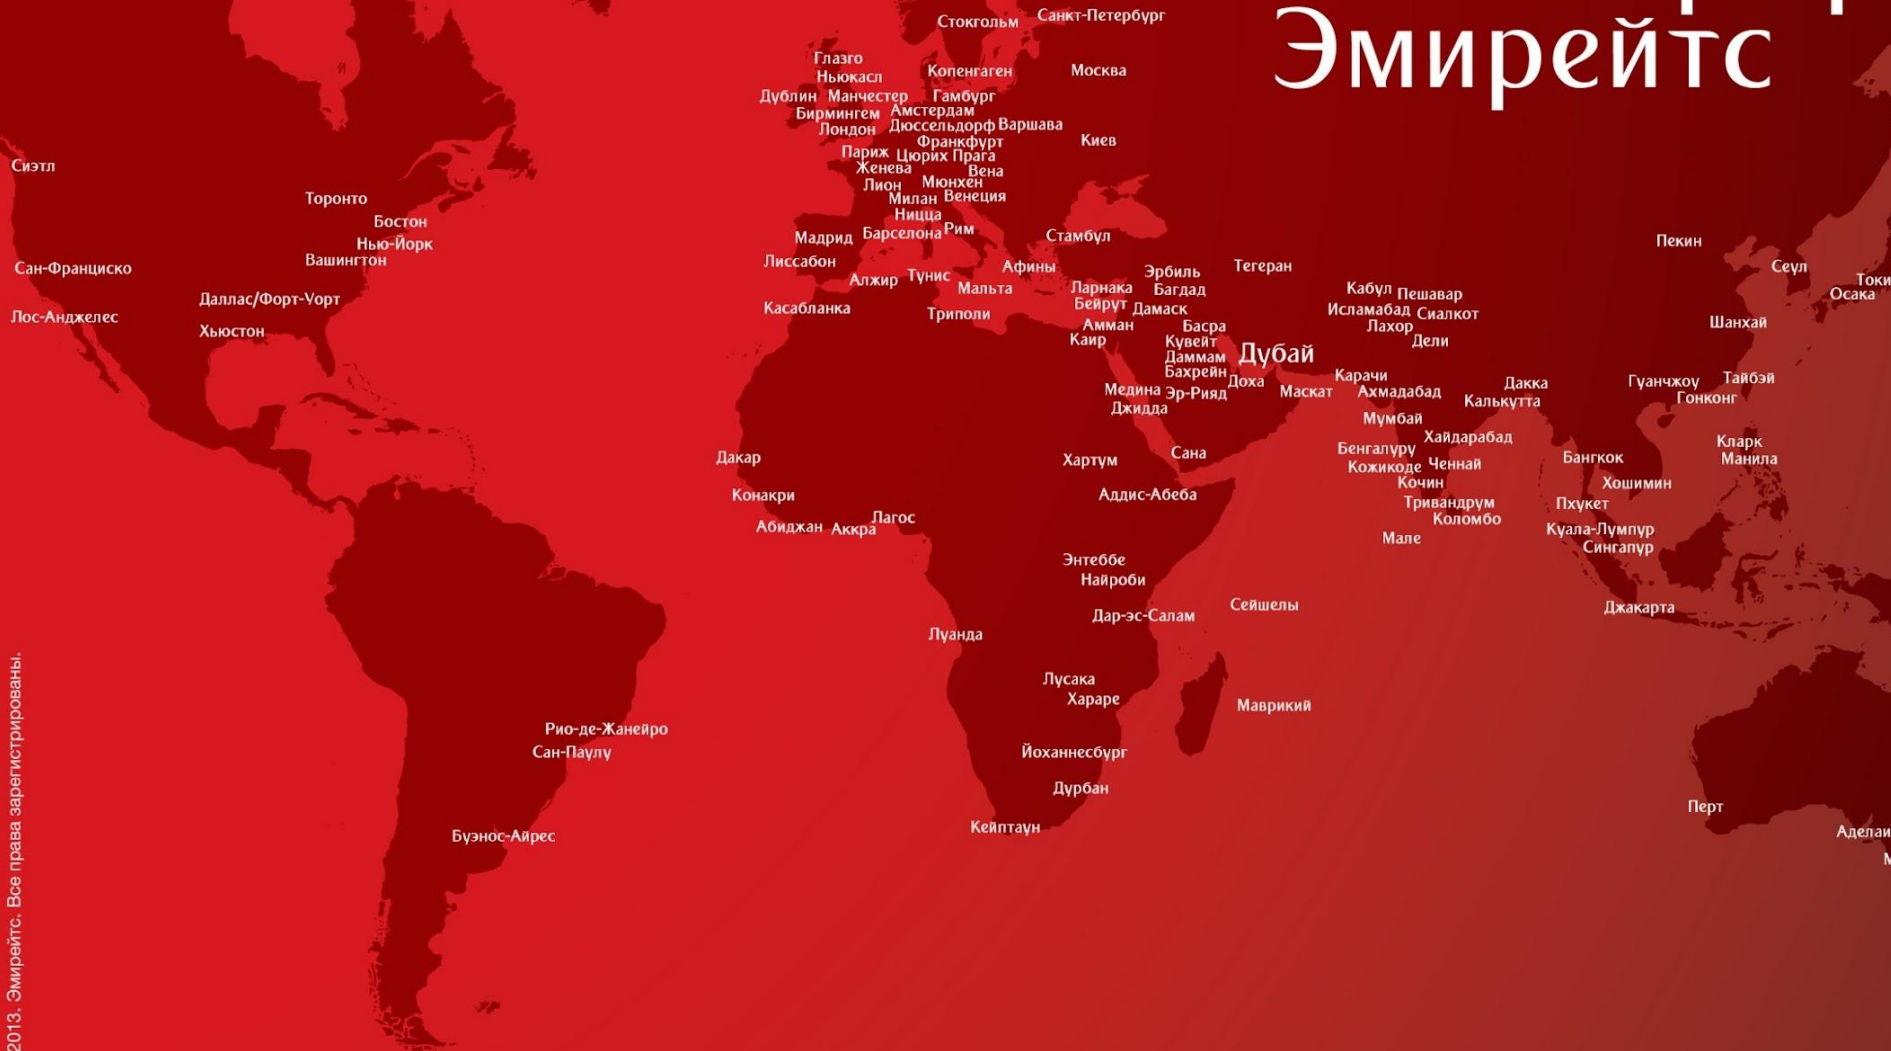 Эмирейтс
Стокгольм
Санкт-Петербург
Глазго
Ньюкасл
Копенгаген
Москва
Дублин
Манчестер
Гамбург
Бирмингем
Амстердам
Лондон
Дюссельдорф
Варшава
Франкфурт
Киев
Париж
Цюрих
Прага
Женева
Вена
Лион
Мюнхен
Милан
Венеция
Ницца
Барселона
Рим
Мадрид
Стамбул
Лиссабон
Алжир
Тунис
Афины
Мальта
Касабланка
Триполи
Сиэтл
Торонто
Бостон
Нью-Йорк
Вашингтон
Сан-Франциско
Даллас/Форт-Уорт
Лос-Анджелес
Хьюстон
Эрбиль
Тегеран
Ларнака
Багдад
Бейрут
Дамаск
Амман
Басра
Каир
Кувейт
Даммам
Дубай
Бахрейн
Доха
Медина
Эр-Рияд
Маскат
Джидда
Кабул
Пешавар
Исламабад
Сиалкот
Лахор
Дели
Карачи
Ахмадабад
Дакка
Калькутта
Мумбай
Хайдарабад
Бенгалуру
Кожикоде
Ченнай
Кочин
Тривандрум
Коломбо
Мале
Пекин
Сеул
Токи
Осака
Шанхай
Гуанчжоу
Тайбэй
Гонконг
Кларк
Манила
Бангкок
Хошимин
Пхукет
Куала-Лумпур
Сингапур
Джакарта
Дакар
Конакри
Абиджан
Аккра
Лагос
Хартум
Сана
Аддис-Абеба
Энтеббе
Найроби
Дар-эс-Салам
Сейшелы
Луанда
Лусака
Хараре
Маврикий
Йоханнесбург
Дурбан
Кейптаун
Рио-де-Жанейро
Сан-Паулу
Буэнос-Айрес
Перт
Аделаи
2013. Эмирейтс. Все права зарегистрированы.